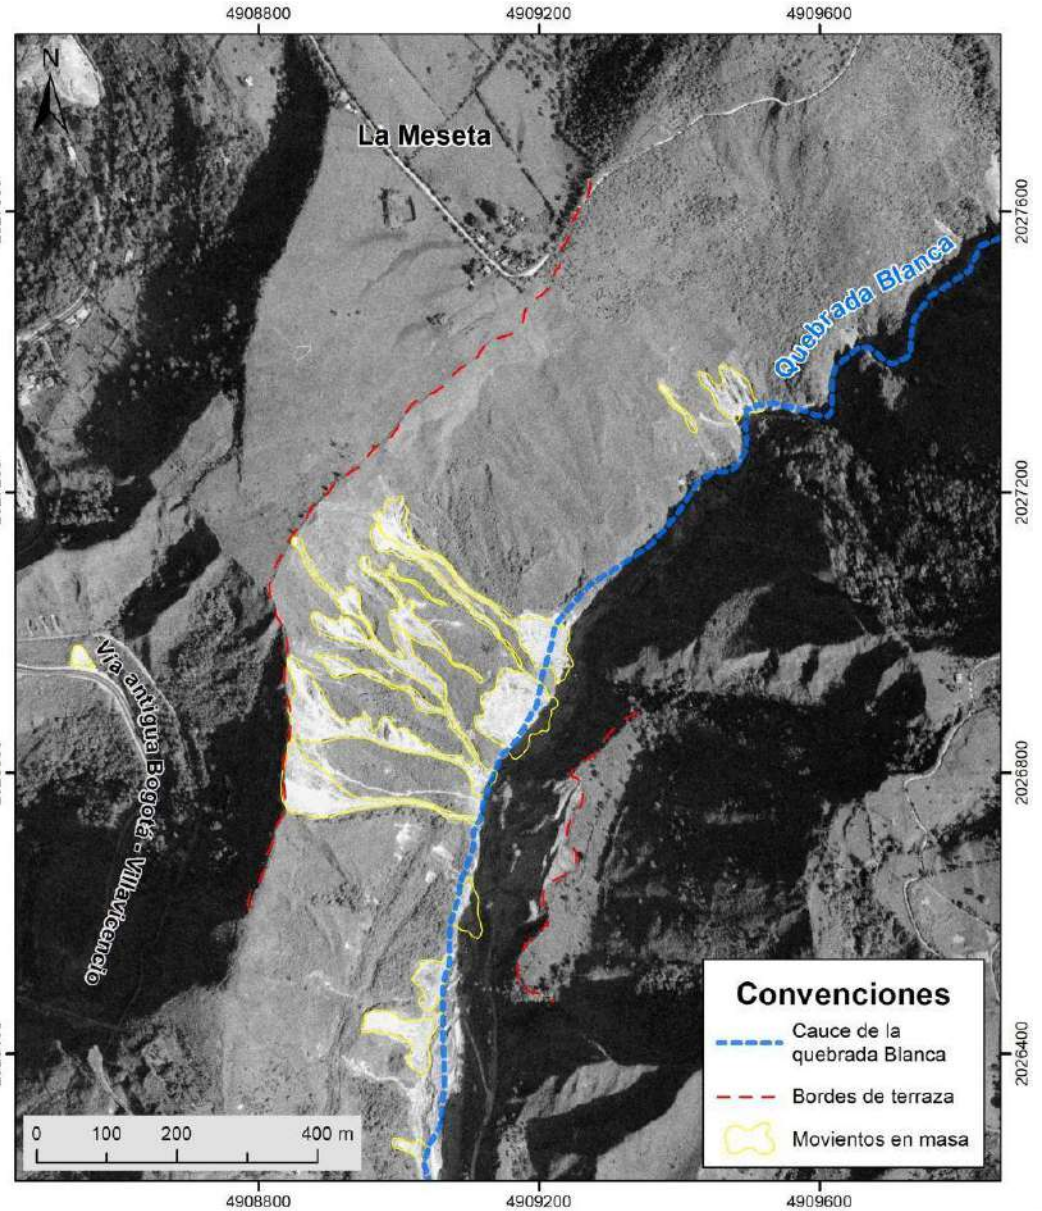 4908800
4909200
4909600
N
La Meseta
2027600
Quebrada Blanca
2027200
Vía antigua Bogotá - Villavicencio
2026800
Convenciones
Cauce de la
quebrada Blanca
Bordes de terraza
Movientos en masa
2026400
0
100
200
400 m
4908800
4909200
4909600